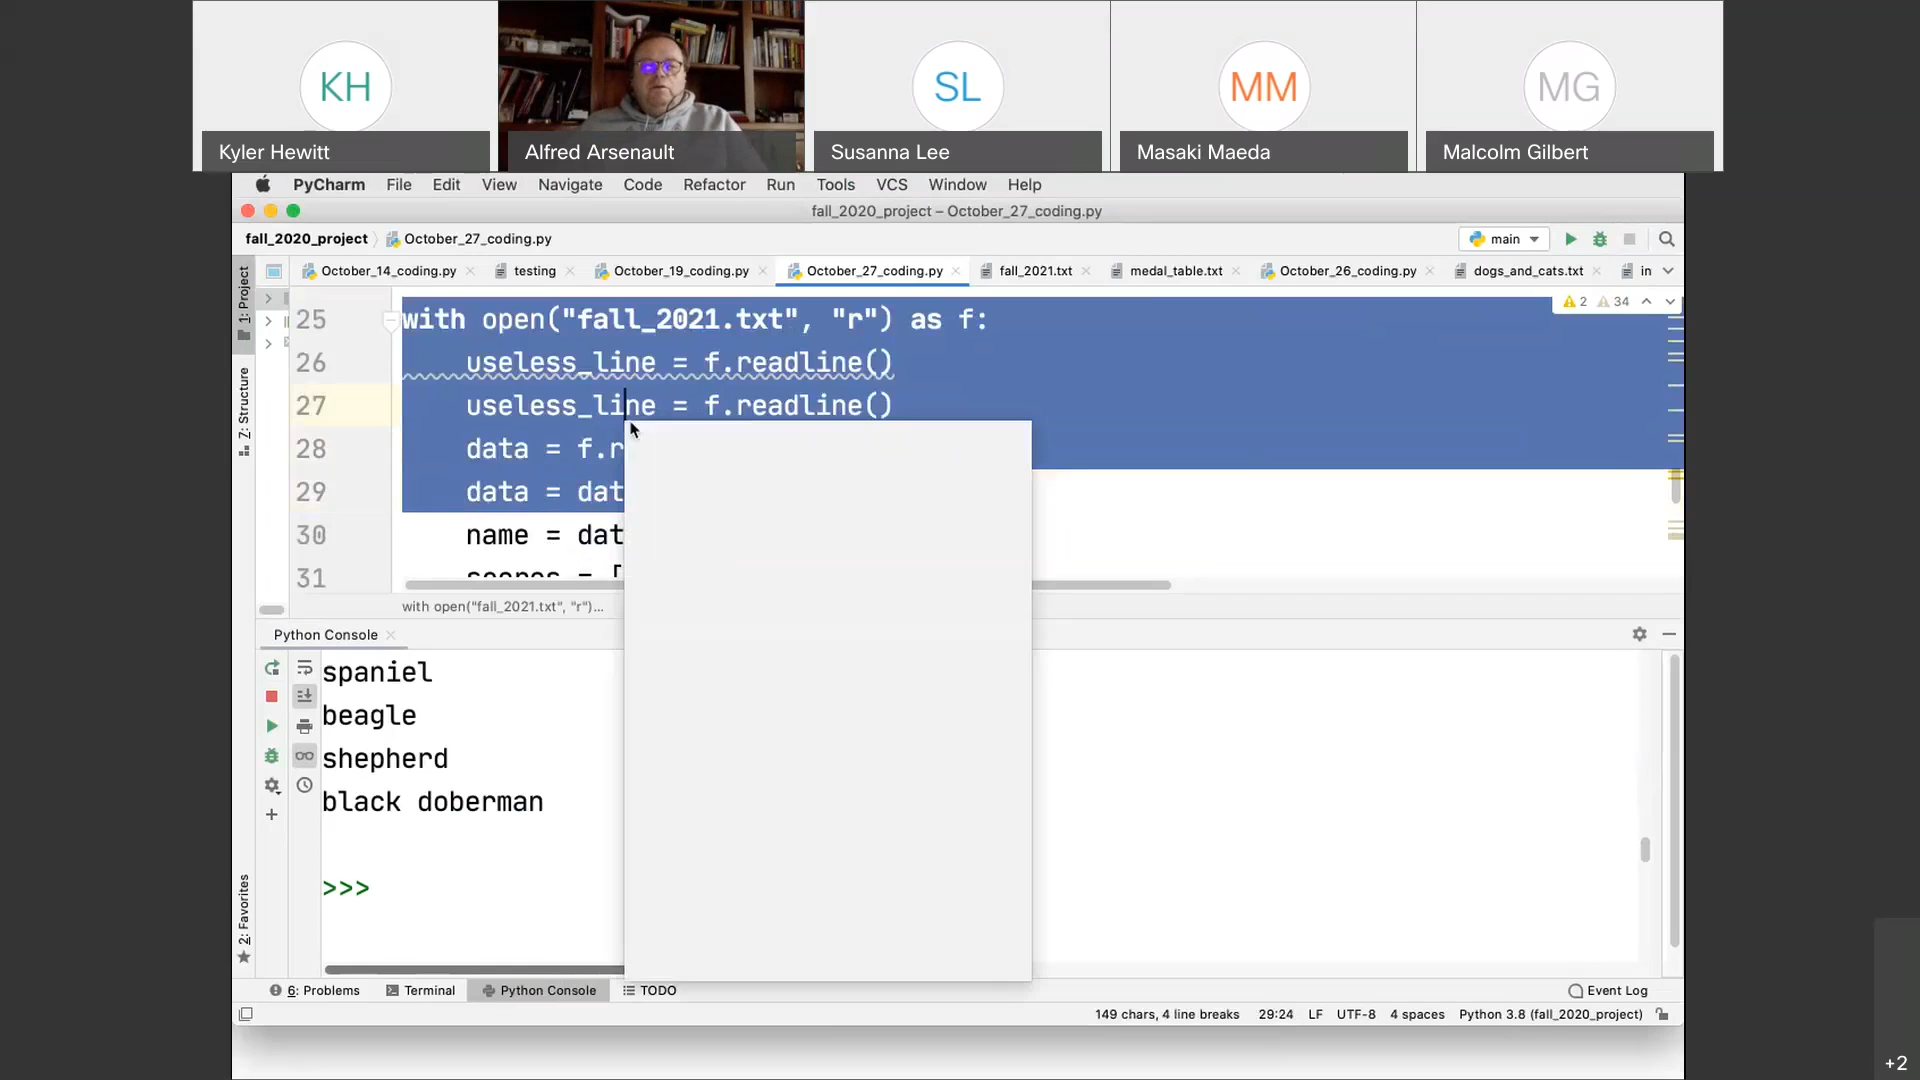 KH
SL
MM
MG
Kyler Hewitt
Alfred Arsenault
Susanna Lee
Masaki Maeda
Malcolm Gilbert
PyCharm File Edit View Navigate Code Refactor Run Tools VCS Window Help
fall_2020_project – October_27_coding.py
fall_2020_project October_27_coding.py
main
October_14_coding.py testing October_19_coding.py October_27_coding.py fall_2021.txt medal_table.txt October_26_coding.py dogs_and_cats.txt in
1: Project
Z: Structure
2: Favorites
2 34
25 with open("fall_2021.txt", "r") as f:
26 useless_line = f.readline()
27 useless_line = f.readline()
28 data = f.r
29 data = dat
30 name = dat
31 scores = [
with open("fall_2021.txt", "r")...
Python Console
spaniel
beagle
shepherd
black doberman
>>>
6: Problems Terminal Python Console TODO Event Log
149 chars, 4 line breaks 29:24 LF UTF-8 4 spaces Python 3.8 (fall_2020_project)
+2